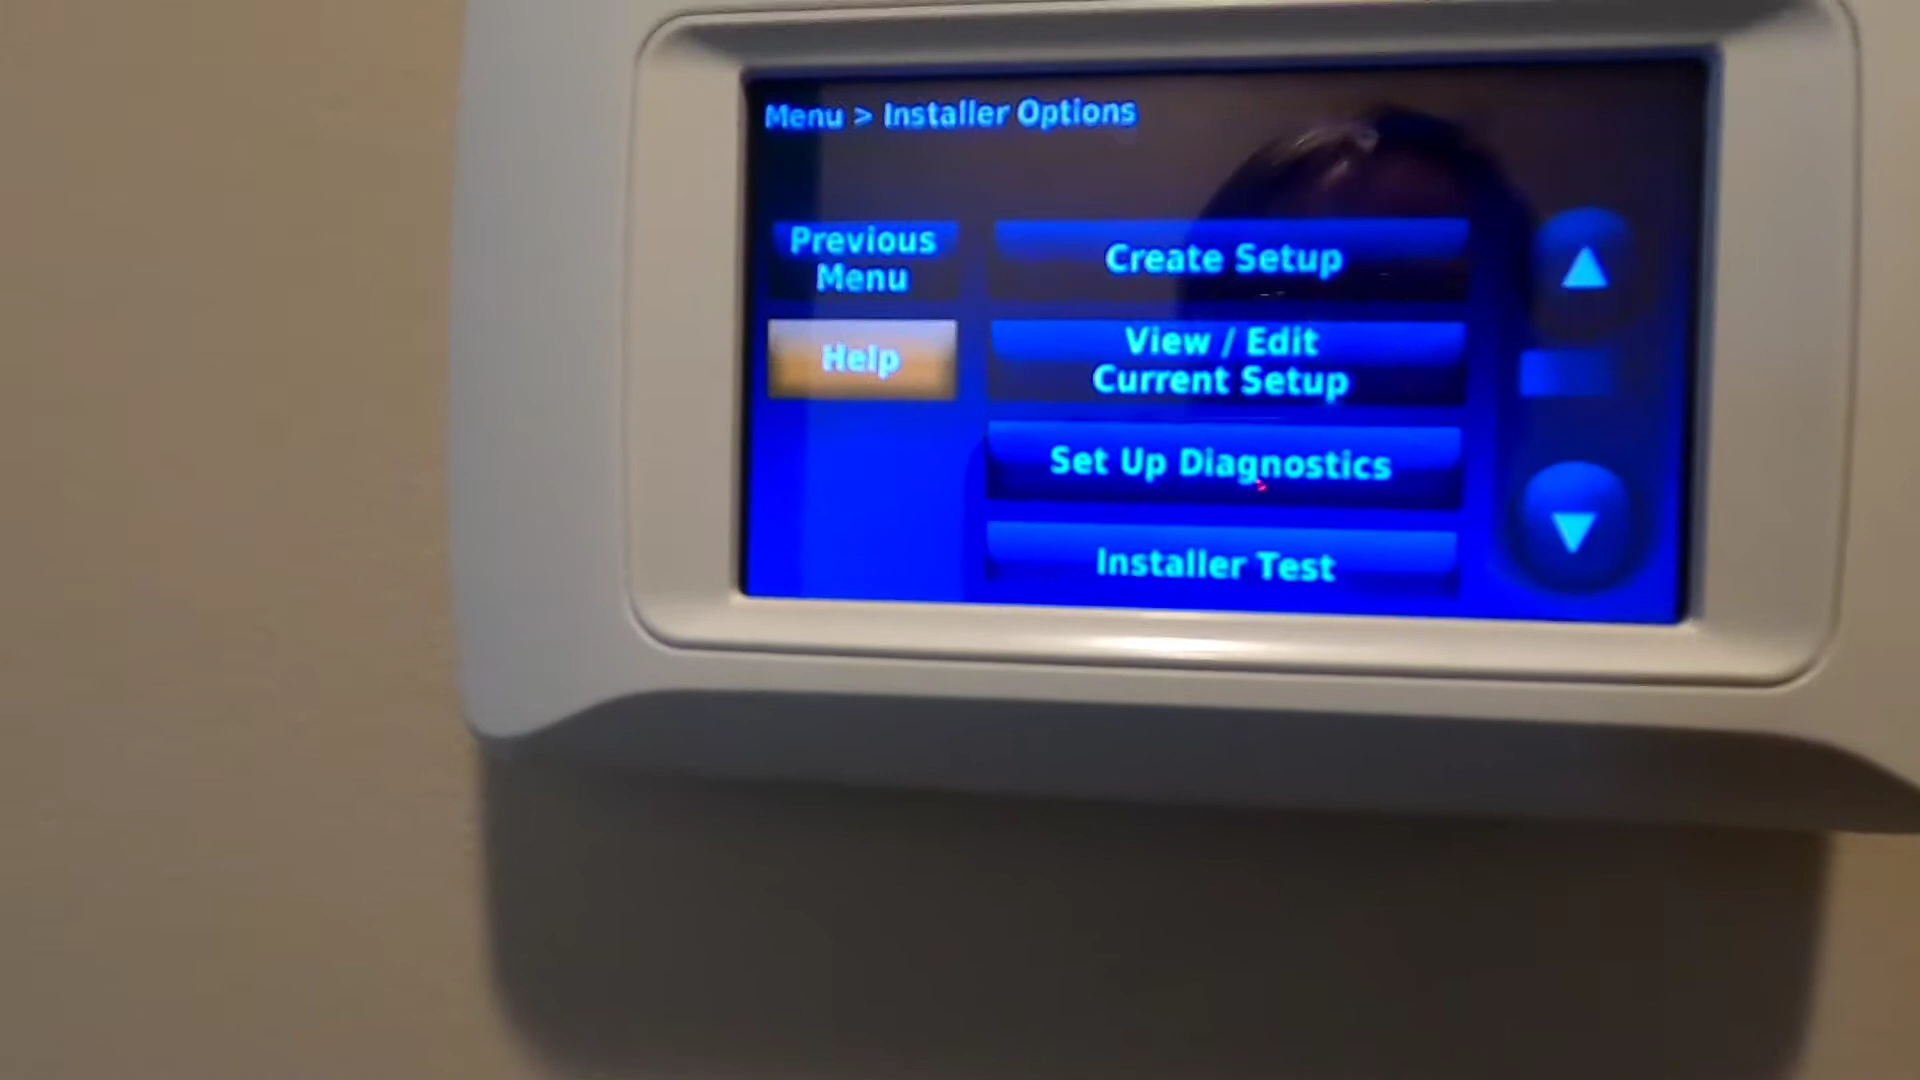 Menu > Installer Options
Previous
Menu
Help
Create Setup
View / Edit
Current Setup
Set Up Diagnostics
Installer Test